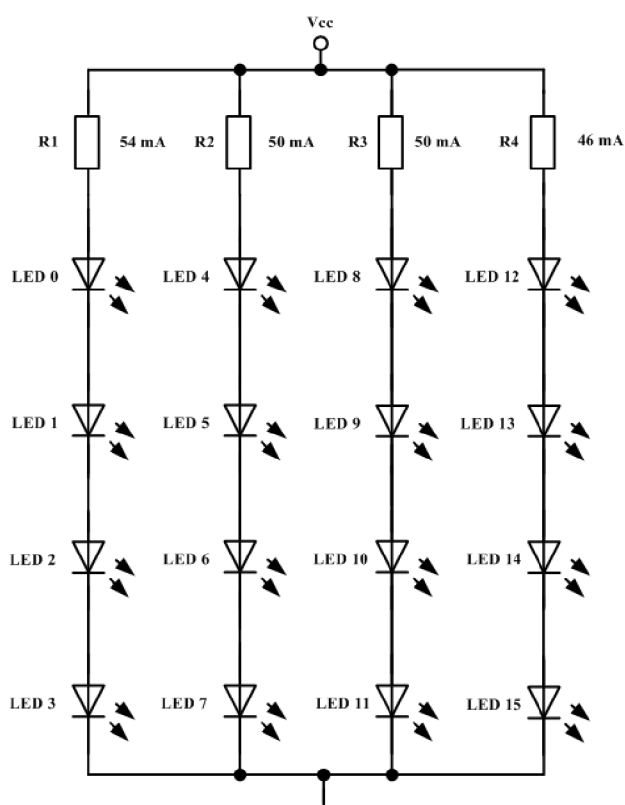 Vcc
R1 54 mA R2 50 mA R3 50 mA R4 46 mA
LED 0 LED 4 LED 8 LED 12
LED 1 LED 5 LED 9 LED 13
LED 2 LED 6 LED 10 LED 14
LED 3 LED 7 LED 11 LED 15